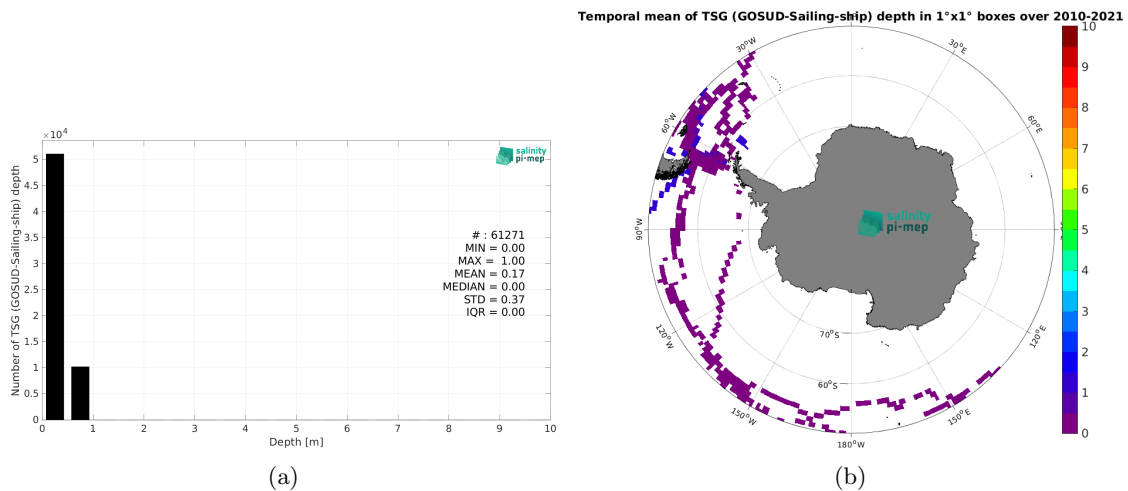 Temporal mean of TSG (GOSUD-Sailing-ship) depth in 1°x1° boxes over 2010-2021
×10⁴
5
4.5
4
3.5
3
2.5
2
1.5
1
0.5
0
Number of TSG (GOSUD-Sailing-ship) depth
salinity
pi-mep
# : 61271
MIN = 0.00
MAX = 1.00
MEAN = 0.17
MEDIAN = 0.00
STD = 0.37
IQR = 0.00
0 1 2 3 4 5 6 7 8 9 10
Depth [m]
30°W
30°E
60°W
60°E
90°W
salinity
pi-mep
120°W
120°E
70°S
60°S
150°W
150°E
180°W
10
9
8
7
6
5
4
3
2
1
0
(a)
(b)